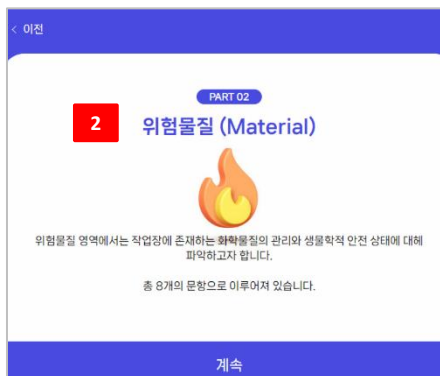 < 이전
PART 02
2
위험물질 (Material)
위험물질 영역에서는 작업장에 존재하는 화학물질의 관리와 생물학적 안전 상태에 대해
파악하고자 합니다.
총 8개의 문항으로 이루어져 있습니다.
계속